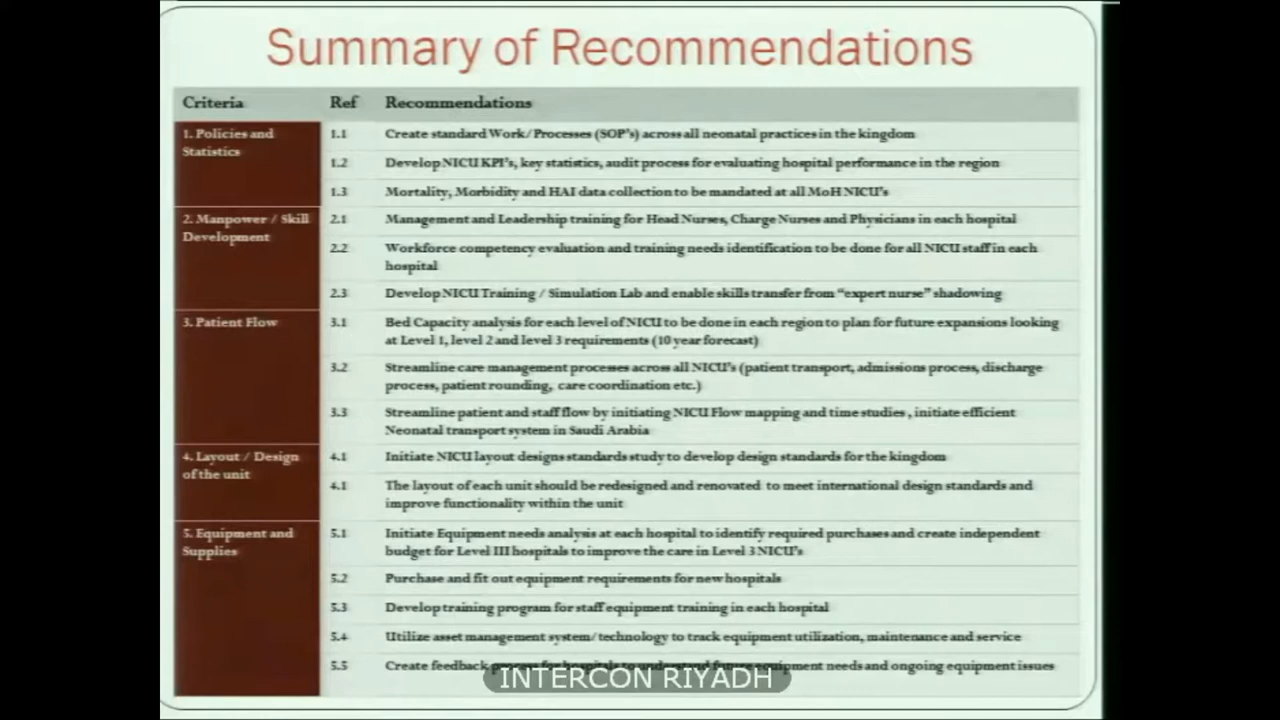 Summary of Recommendations
Criteria Ref Recommendations
1. Policies and
Statistics
1.1 Create standard Work/ Processes (SOP's) across all neonatal practices in the kingdom
1.2 Develop NICU KPI's, key statistics, audit process for evaluating hospital performance in the region
1.3 Mortality, Morbidity and HAI data collection to be mandated at all MoH NICU's
2. Manpower / Skill
Development
2.1 Management and Leadership training for Head Nurses, Charge Nurses and Physicians in each hospital
2.2 Workforce competency evaluation and training needs identification to be done for all NICU staff in each
hospital
2.3 Develop NICU Training / Simulation Lab and enable skills transfer from "expert nurse" shadowing
3. Patient Flow
3.1 Bed Capacity analysis for each level of NICU to be done in each region to plan for future expansions looking
at Level 1, level 2 and level 3 requirements (10 year forecast)
3.2 Streamline care management processes across all NICU's (patient transport, admissions process, discharge
process, patient rounding, care coordination etc.)
3.3 Streamline patient and staff flow by initiating NICU Flow mapping and time studies , initiate efficient
Neonatal transport system in Saudi Arabia
4. Layout / Design
of the unit
4.1 Initiate NICU layout designs standards study to develop design standards for the kingdom
4.1 The layout of each unit should be redesigned and renovated to meet international design standards and
improve functionality within the unit
5. Equipment and
Supplies
5.1 Initiate Equipment needs analysis at each hospital to identify required purchases and create independent
budget for Level III hospitals to improve the care in Level 3 NICU's
5.2 Purchase and fit out equipment requirements for new hospitals
5.3 Develop training program for staff equipment training in each hospital
5.4 Utilize asset management system/ technology to track equipment utilization, maintenance and service
5.5 Create feedback process for hospitals to understand future equipment needs and ongoing equipment issues
INTERCON RIYADH